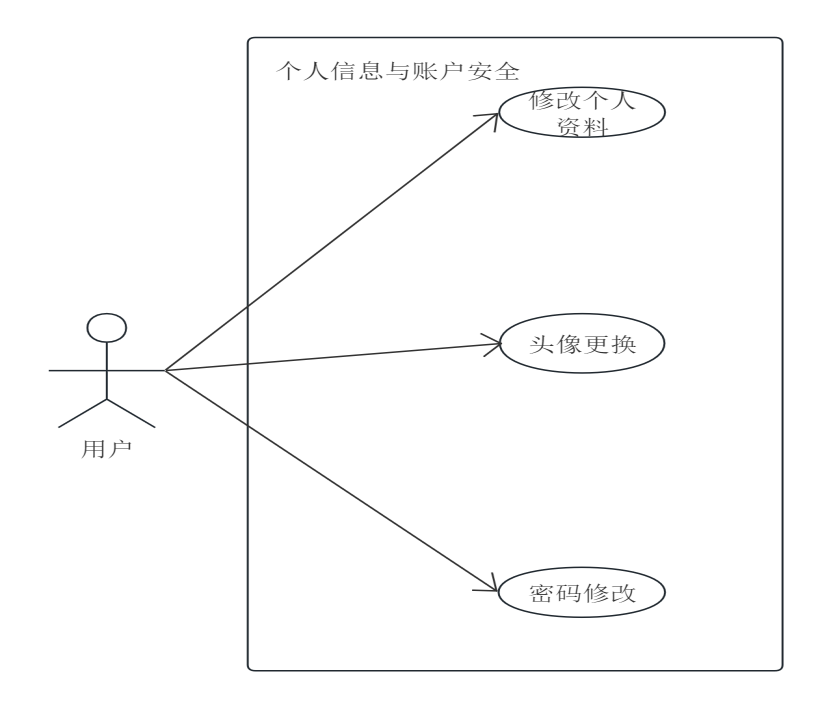 个人信息与账户安全
修改个人
资料
头像更换
用户
密码修改